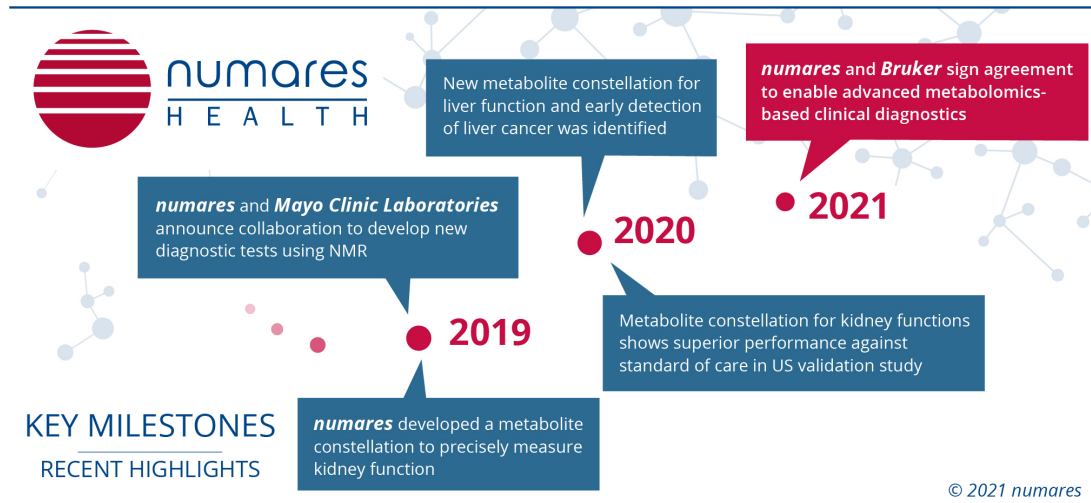 numares
HEALTH
New metabolite constellation for
liver function and early detection
of liver cancer was identified
numares and Bruker sign agreement
to enable advanced metabolomics-
based clinical diagnostics
numares and Mayo Clinic Laboratories
announce collaboration to develop new
diagnostic tests using NMR
2021
2020
2019
Metabolite constellation for kidney functions
shows superior performance against
standard of care in US validation study
numares developed a metabolite
constellation to precisely measure
kidney function
KEY MILESTONES
RECENT HIGHLIGHTS
© 2021 numares